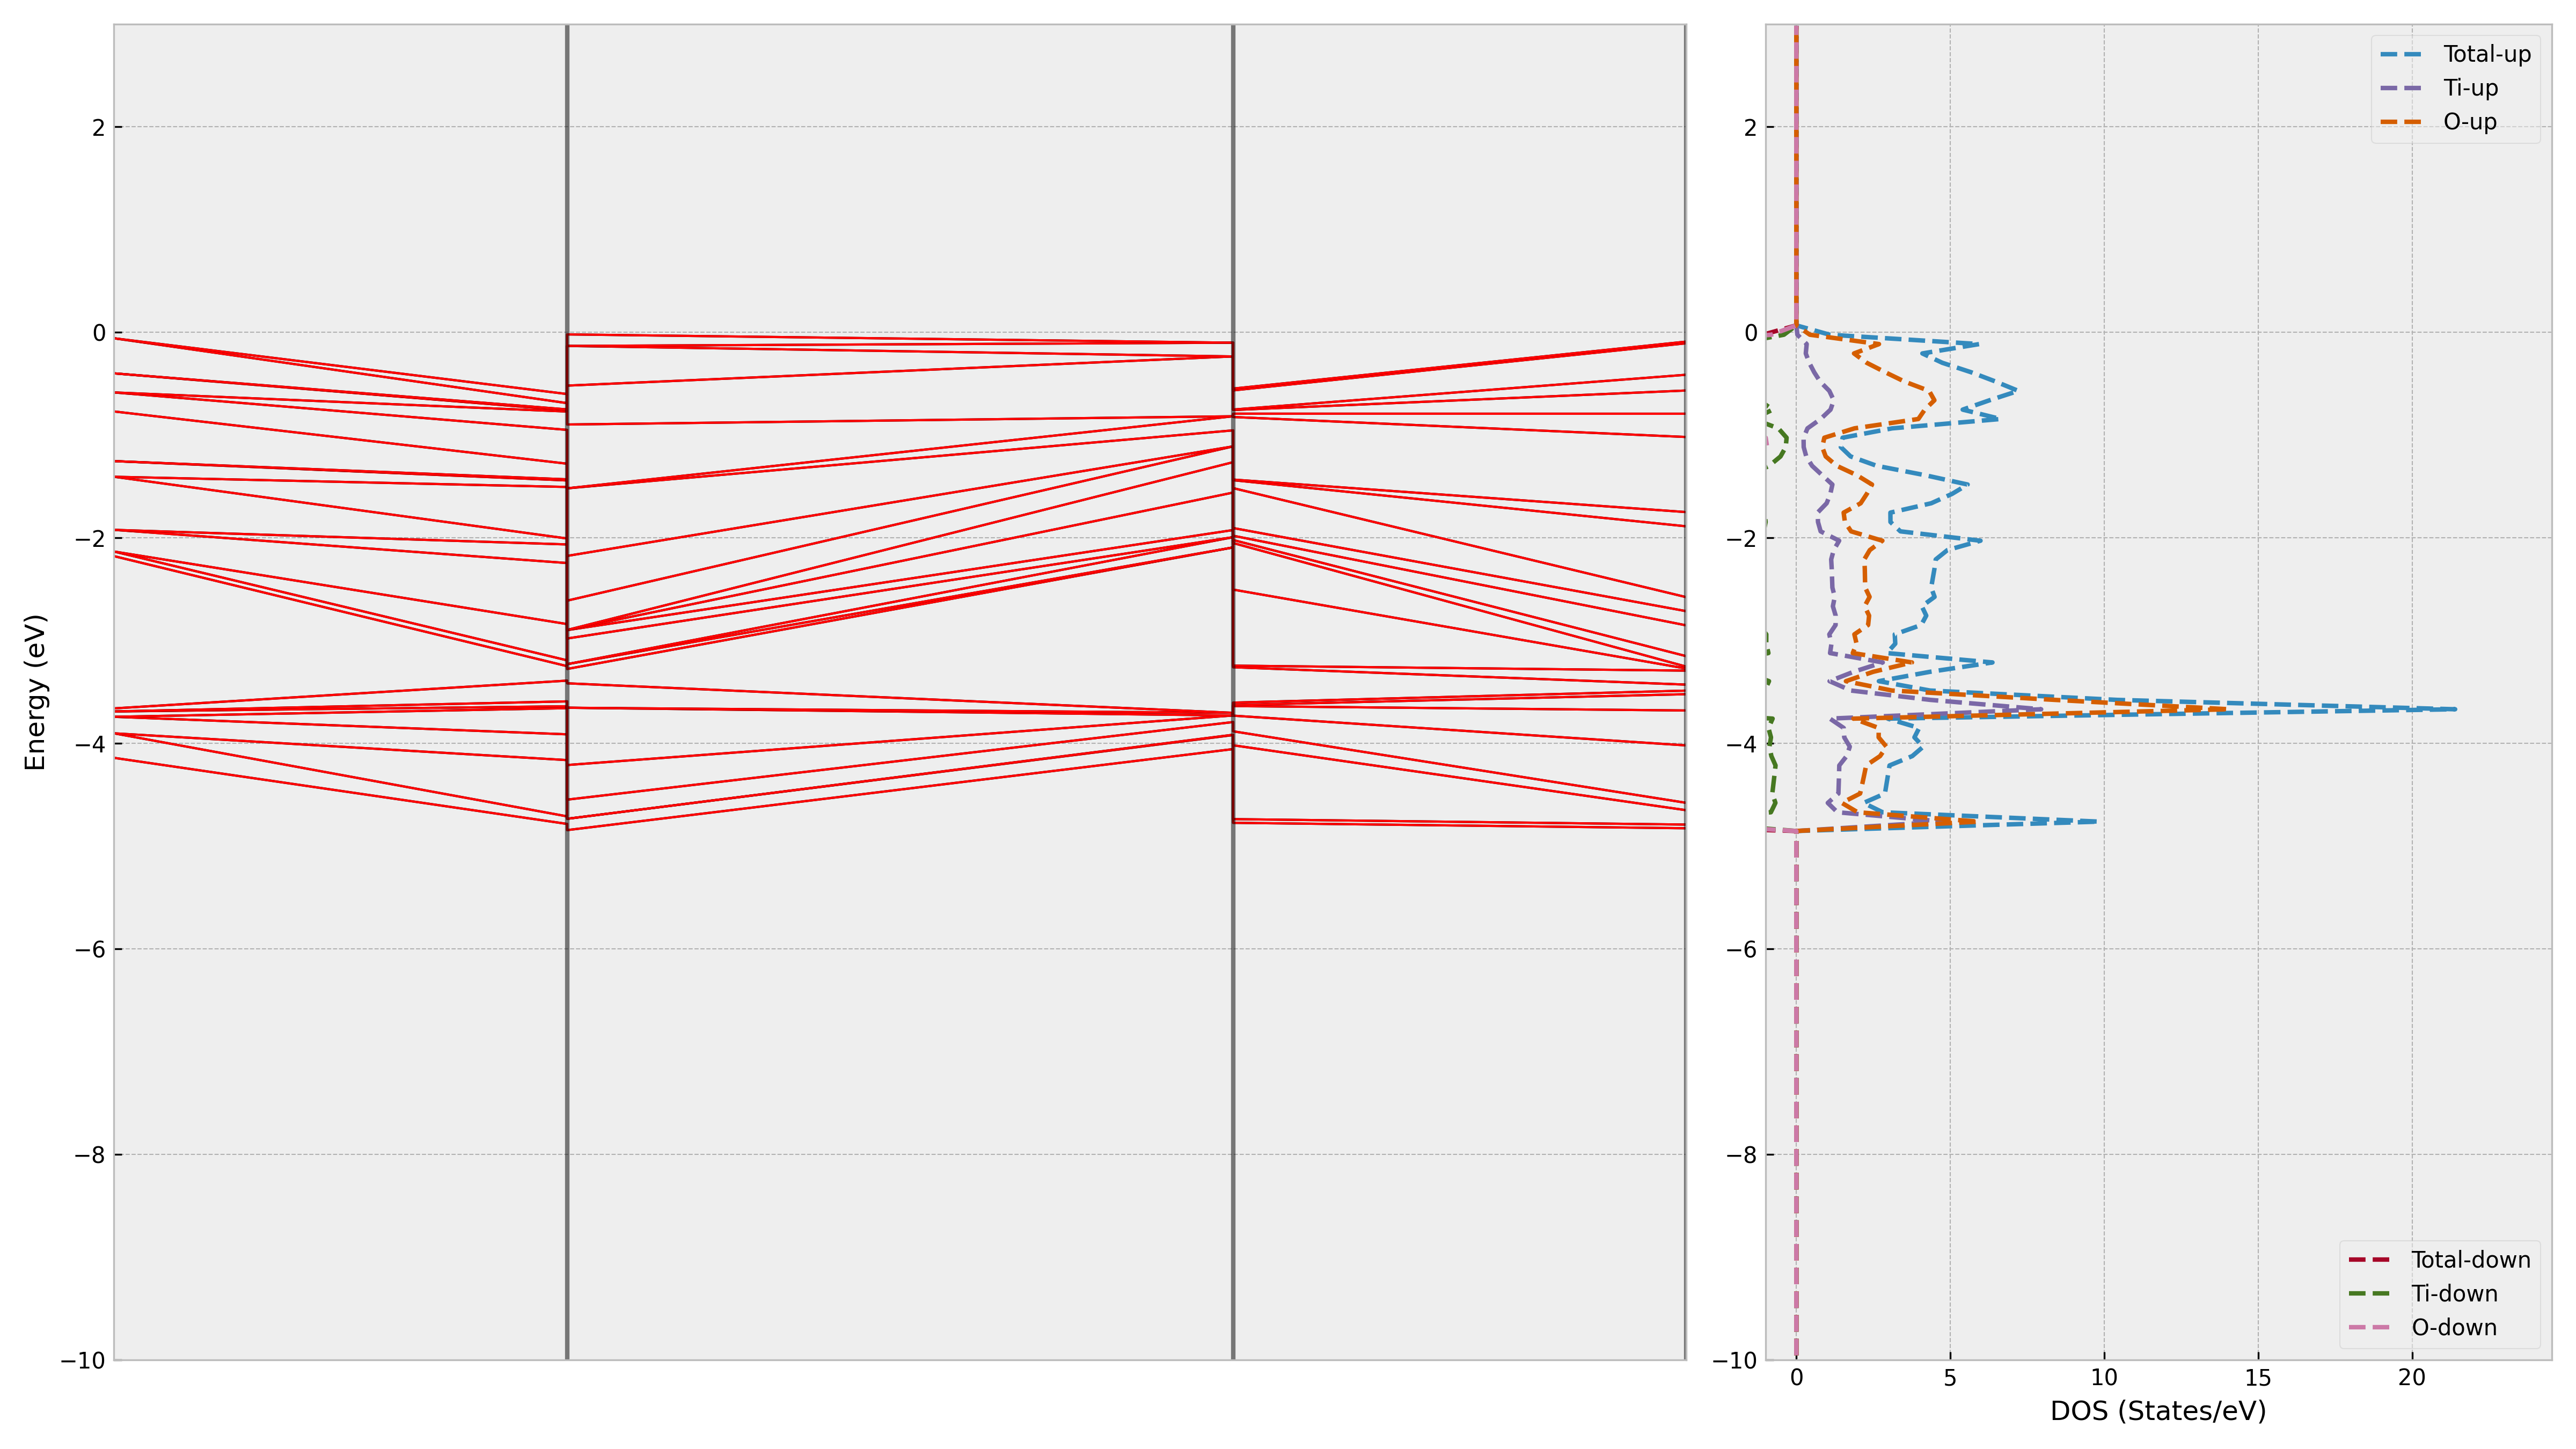 2
0
−2
−4
−6
−8
−10
Energy (eV)
2
0
−2
−4
−6
−8
−10
0 5 10 15 20
DOS (States/eV)
Total-up
Ti-up
O-up
Total-down
Ti-down
O-down